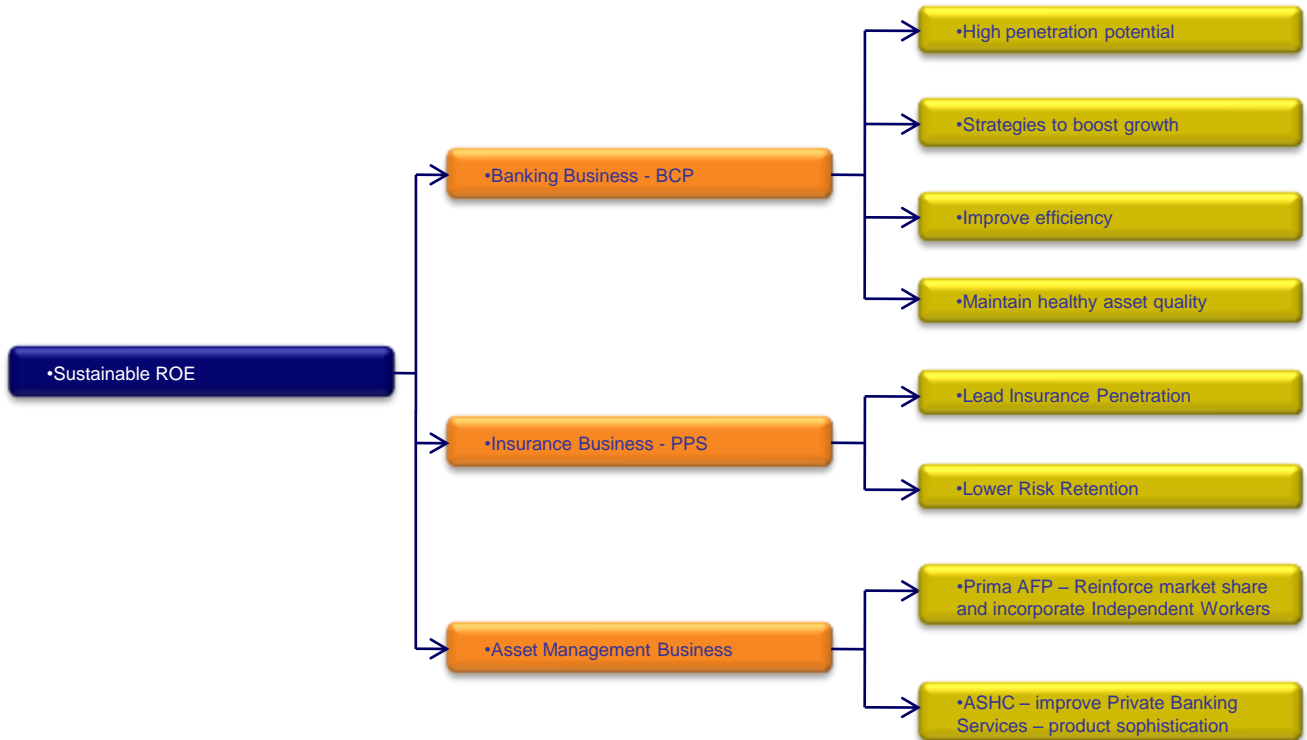 •Sustainable ROE
•Banking Business - BCP
•High penetration potential
•Strategies to boost growth
•Improve efficiency
•Maintain healthy asset quality
•Insurance Business - PPS
•Lead Insurance Penetration
•Lower Risk Retention
•Asset Management Business
•Prima AFP – Reinforce market share
and incorporate Independent Workers
•ASHC – improve Private Banking
Services – product sophistication